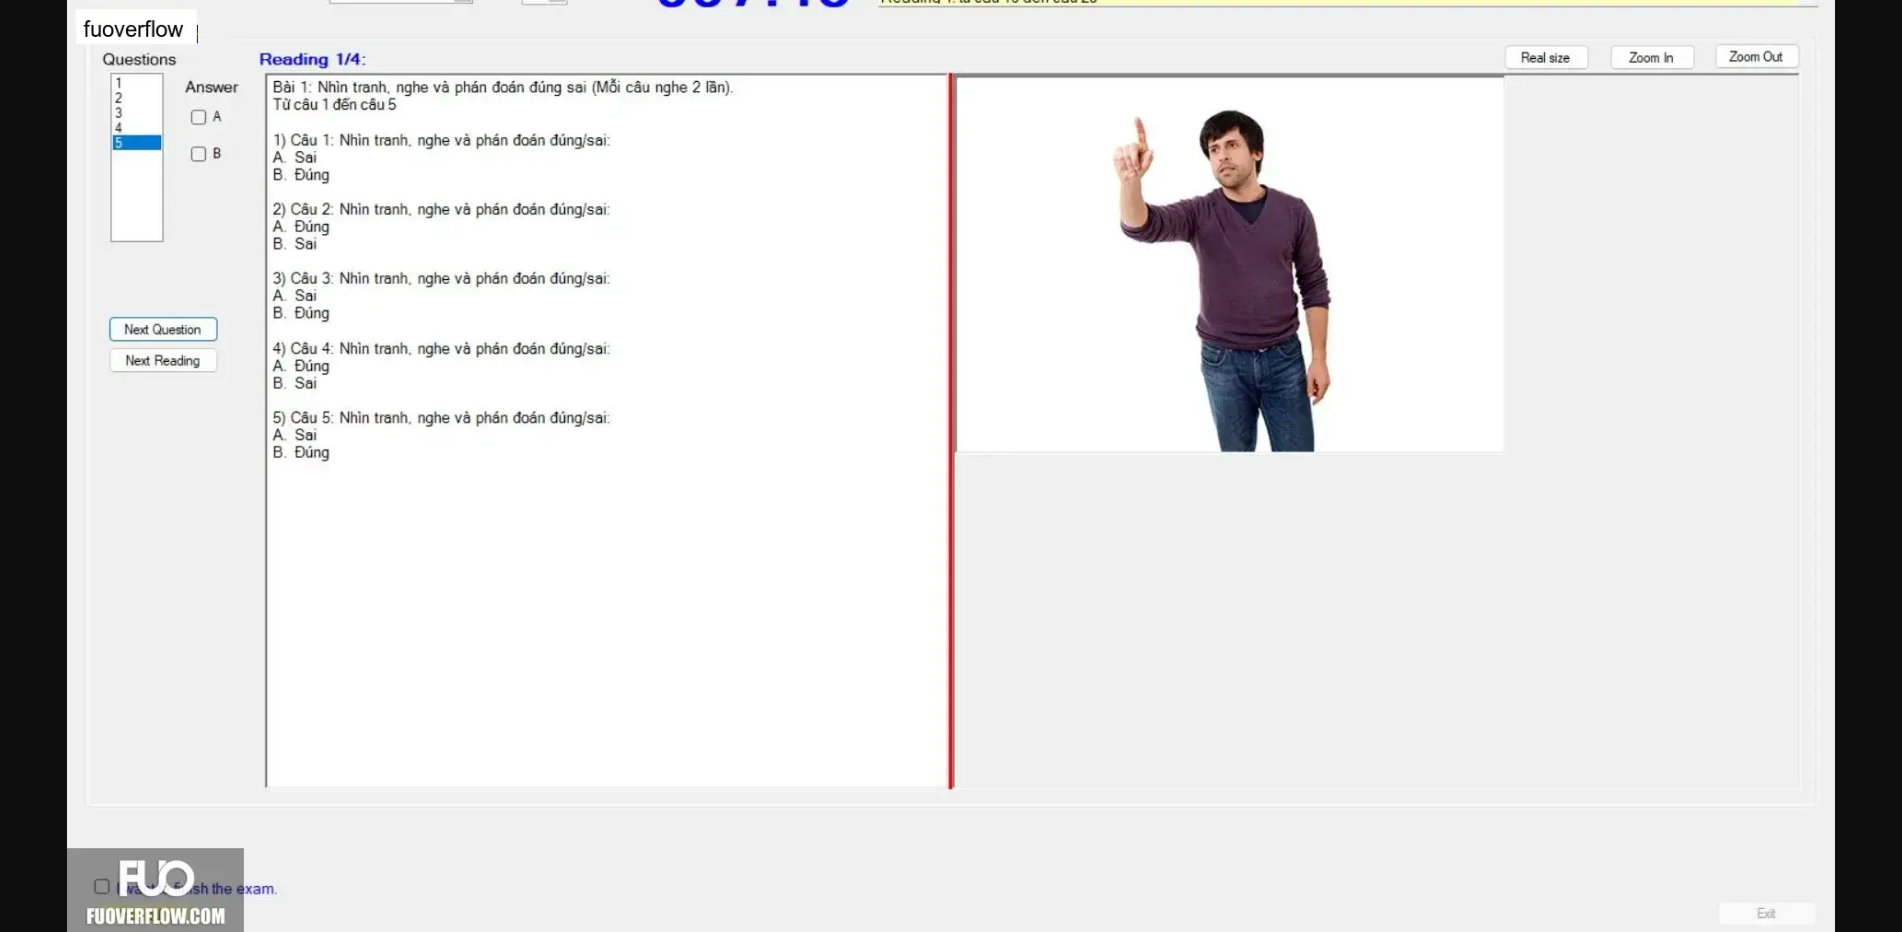 fuoverflow
Questions
Reading 1/4:
Real size
Zoom In
Zoom Out
1
2
3
4
5
Answer
A
B
Bài 1: Nhìn tranh, nghe và phán đoán đúng sai (Mỗi câu nghe 2 lần).
Từ câu 1 đến câu 5
1) Câu 1: Nhìn tranh, nghe và phán đoán đúng/sai:
A. Sai
B. Đúng
2) Câu 2: Nhìn tranh, nghe và phán đoán đúng/sai:
A. Đúng
B. Sai
3) Câu 3: Nhìn tranh, nghe và phán đoán đúng/sai:
A. Sai
B. Đúng
4) Câu 4: Nhìn tranh, nghe và phán đoán đúng/sai:
A. Đúng
B. Sai
5) Câu 5: Nhìn tranh, nghe và phán đoán đúng/sai:
A. Sai
B. Đúng
Next Question
Next Reading
FUO
the exam.
FUOVERFLOW.COM
Exit